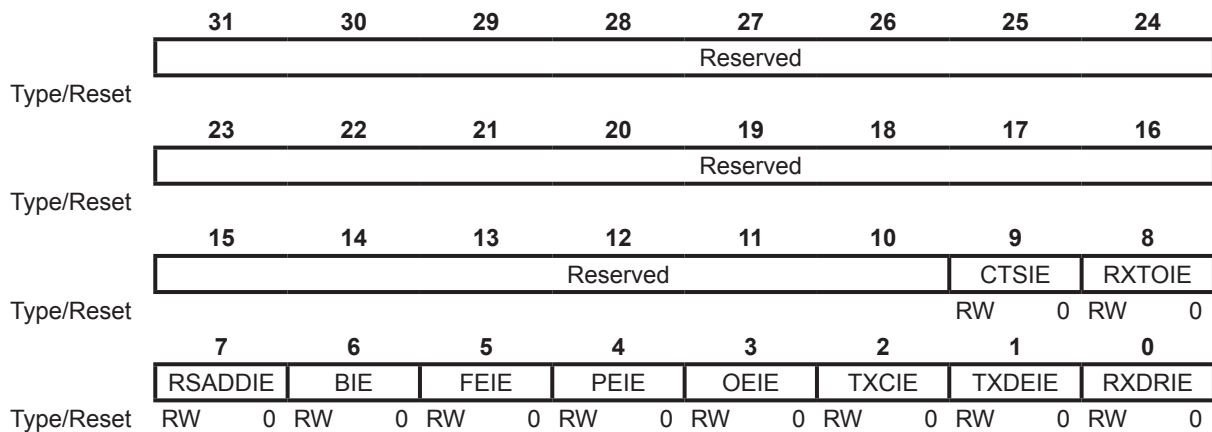 31 30 29 28 27 26 25 24
Reserved
Type/Reset
23 22 21 20 19 18 17 16
Reserved
Type/Reset
15 14 13 12 11 10 9 8
Reserved CTSIE RXTOIE
Type/Reset RW 0 RW 0
7 6 5 4 3 2 1 0
RSADDIE BIE FEIE PEIE OEIE TXCIE TXDEIE RXDRIE
Type/Reset RW 0 RW 0 RW 0 RW 0 RW 0 RW 0 RW 0 RW 0